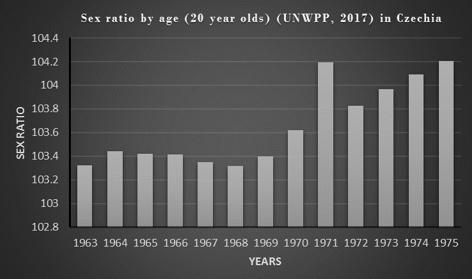 Sex ratio by age (20 year olds) (UNWPP, 2017) in Czechia
104.4
104.2
104
103.8
103.6
103.4
103.2
103
102.8
SEX RATIO
1963 1964 1965 1966 1967 1968 1969 1970 1971 1972 1973 1974 1975
YEARS